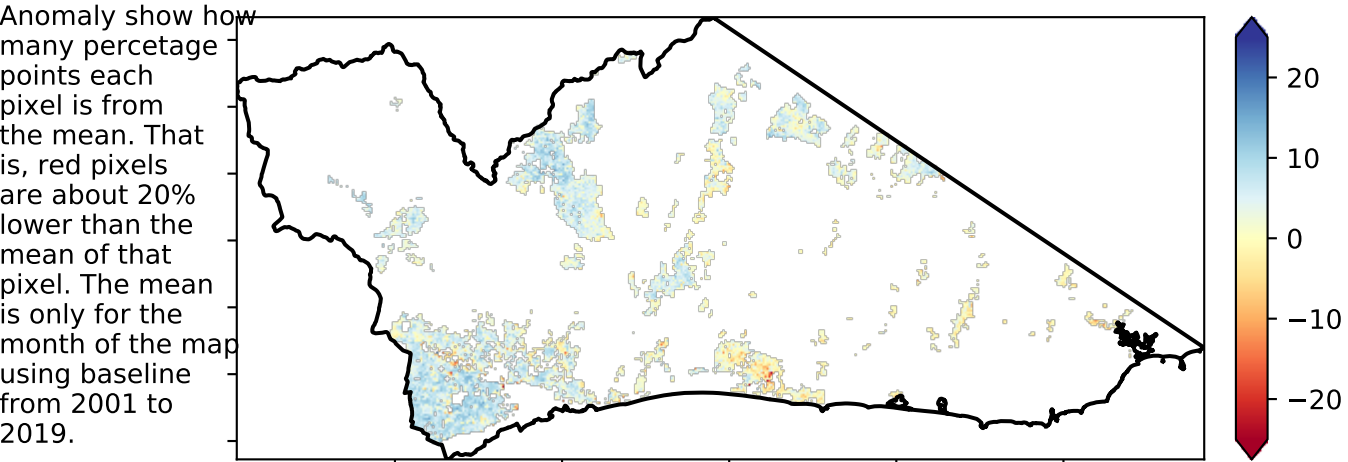 Anomaly show how
many percetage
points each
pixel is from
the mean. That
is, red pixels
are about 20%
lower than the
mean of that
pixel. The mean
is only for the
month of the map
using baseline
from 2001 to
2019.
20
10
0
−10
−20